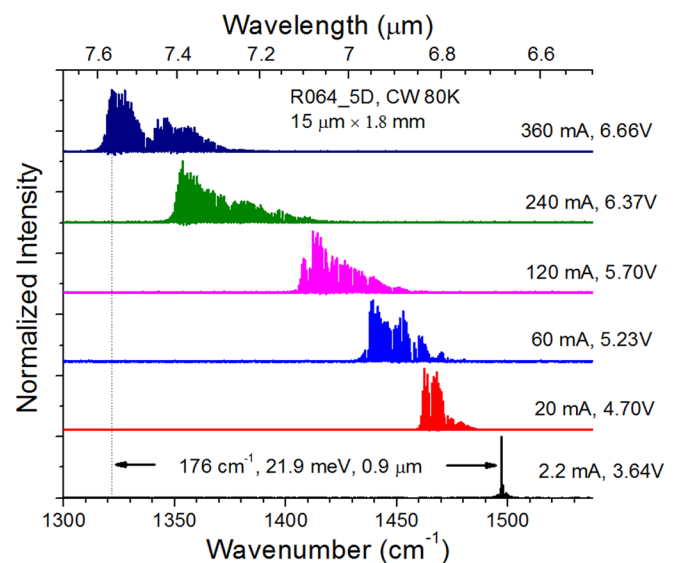 Wavelength (μm)
7.6 7.4 7.2 7 6.8 6.6
R064_5D, CW 80K
15 μm × 1.8 mm
360 mA, 6.66V
240 mA, 6.37V
120 mA, 5.70V
60 mA, 5.23V
20 mA, 4.70V
176 cm⁻¹, 21.9 meV, 0.9 μm
2.2 mA, 3.64V
Normalized Intensity
1300 1350 1400 1450 1500
Wavenumber (cm⁻¹)